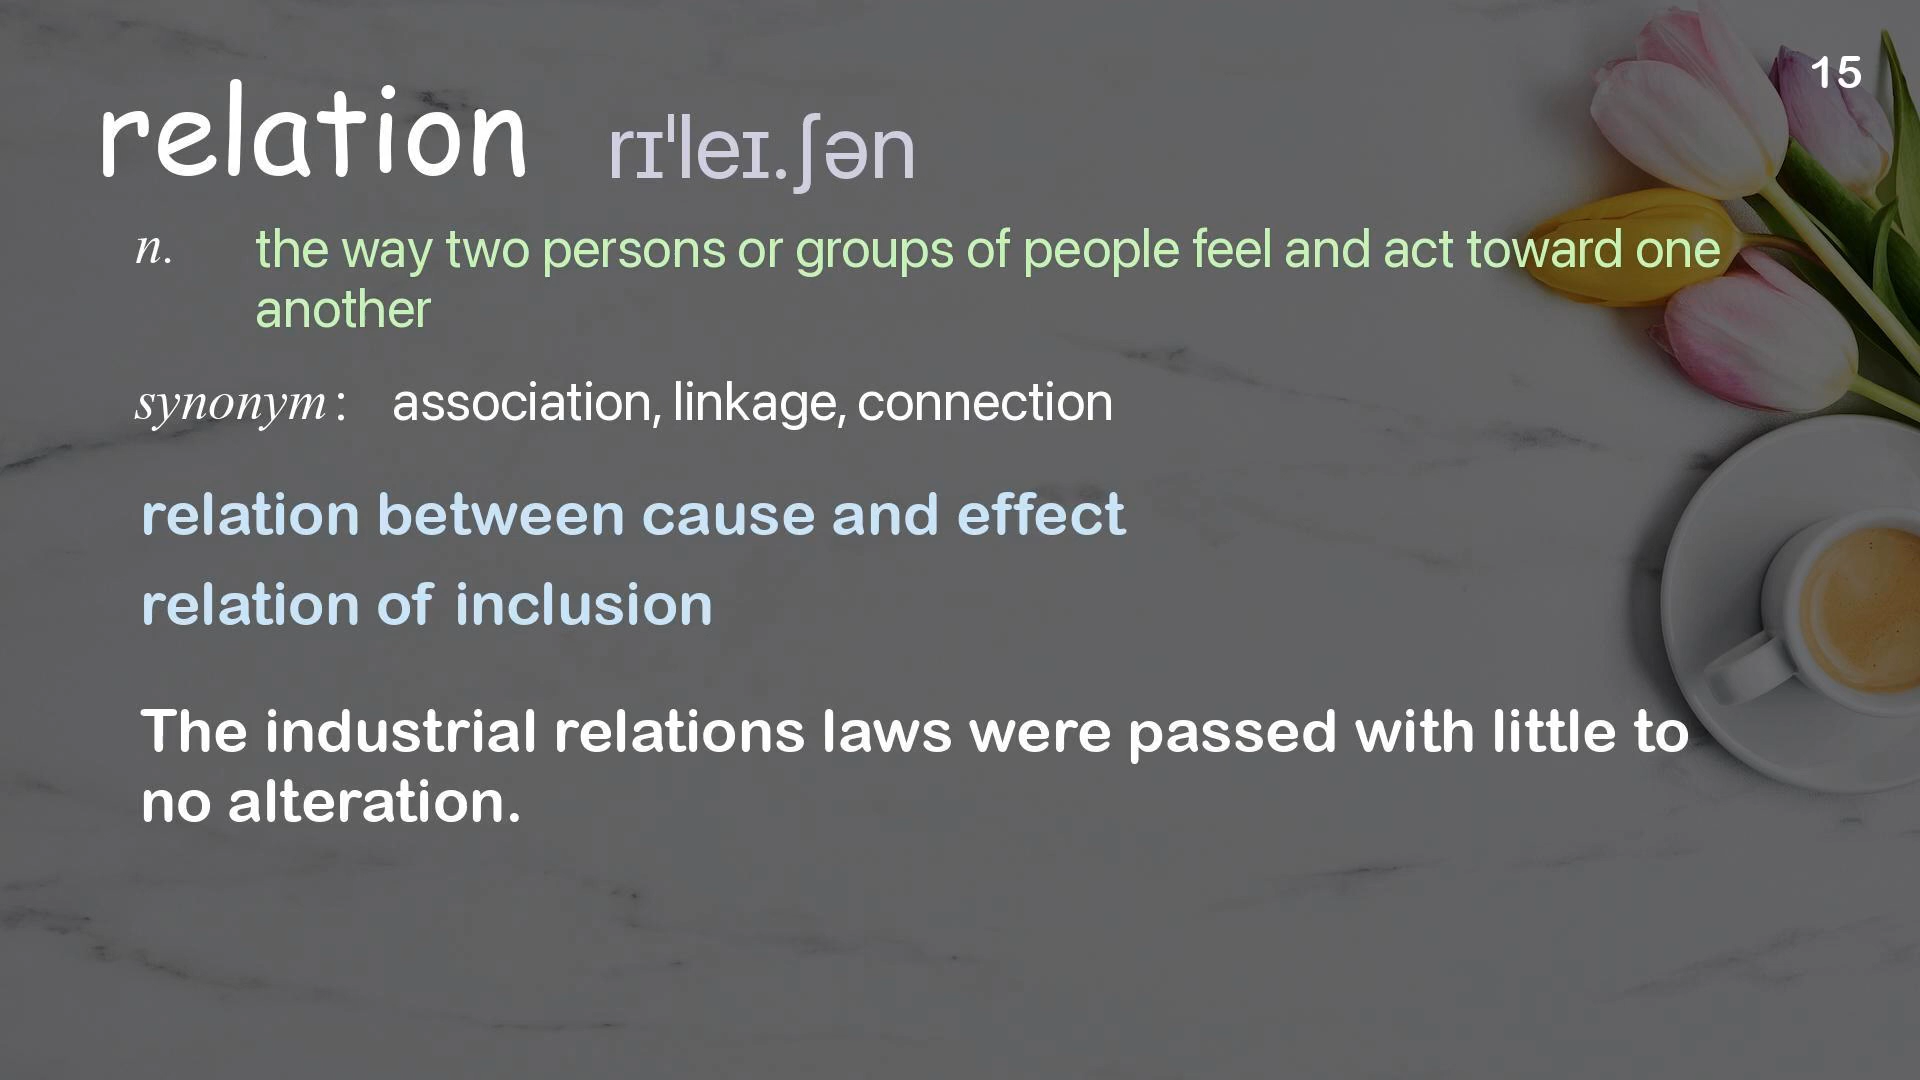 15
relation rɪˈleɪ.ʃən
n. the way two persons or groups of people feel and act toward one
another
synonym: association, linkage, connection
relation between cause and effect
relation of inclusion
The industrial relations laws were passed with little to
no alteration.